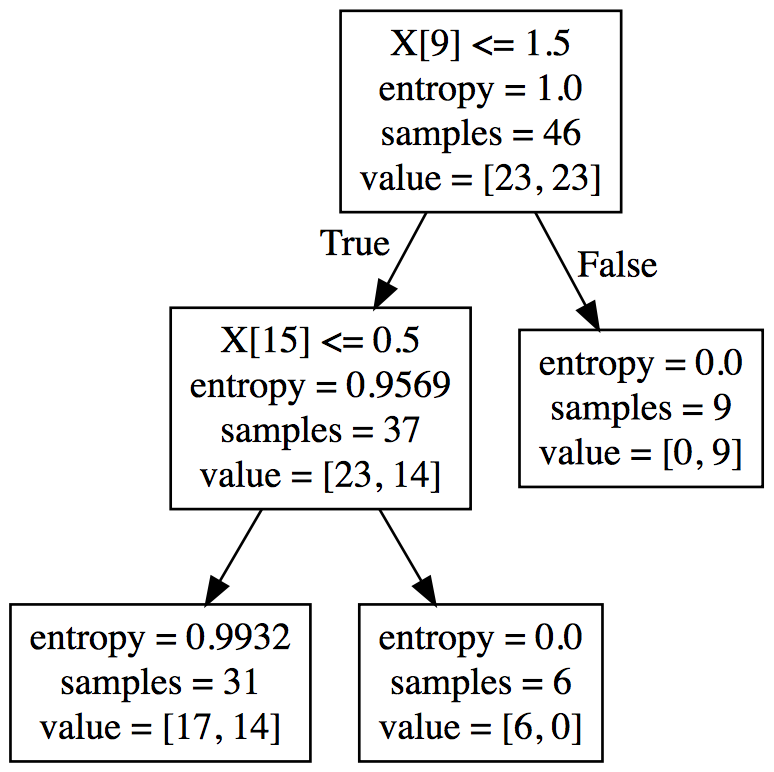 X[9] <= 1.5
entropy = 1.0
samples = 46
value = [23, 23]
True
False
X[15] <= 0.5
entropy = 0.9569
samples = 37
value = [23, 14]
entropy = 0.0
samples = 9
value = [0, 9]
entropy = 0.9932
samples = 31
value = [17, 14]
entropy = 0.0
samples = 6
value = [6, 0]